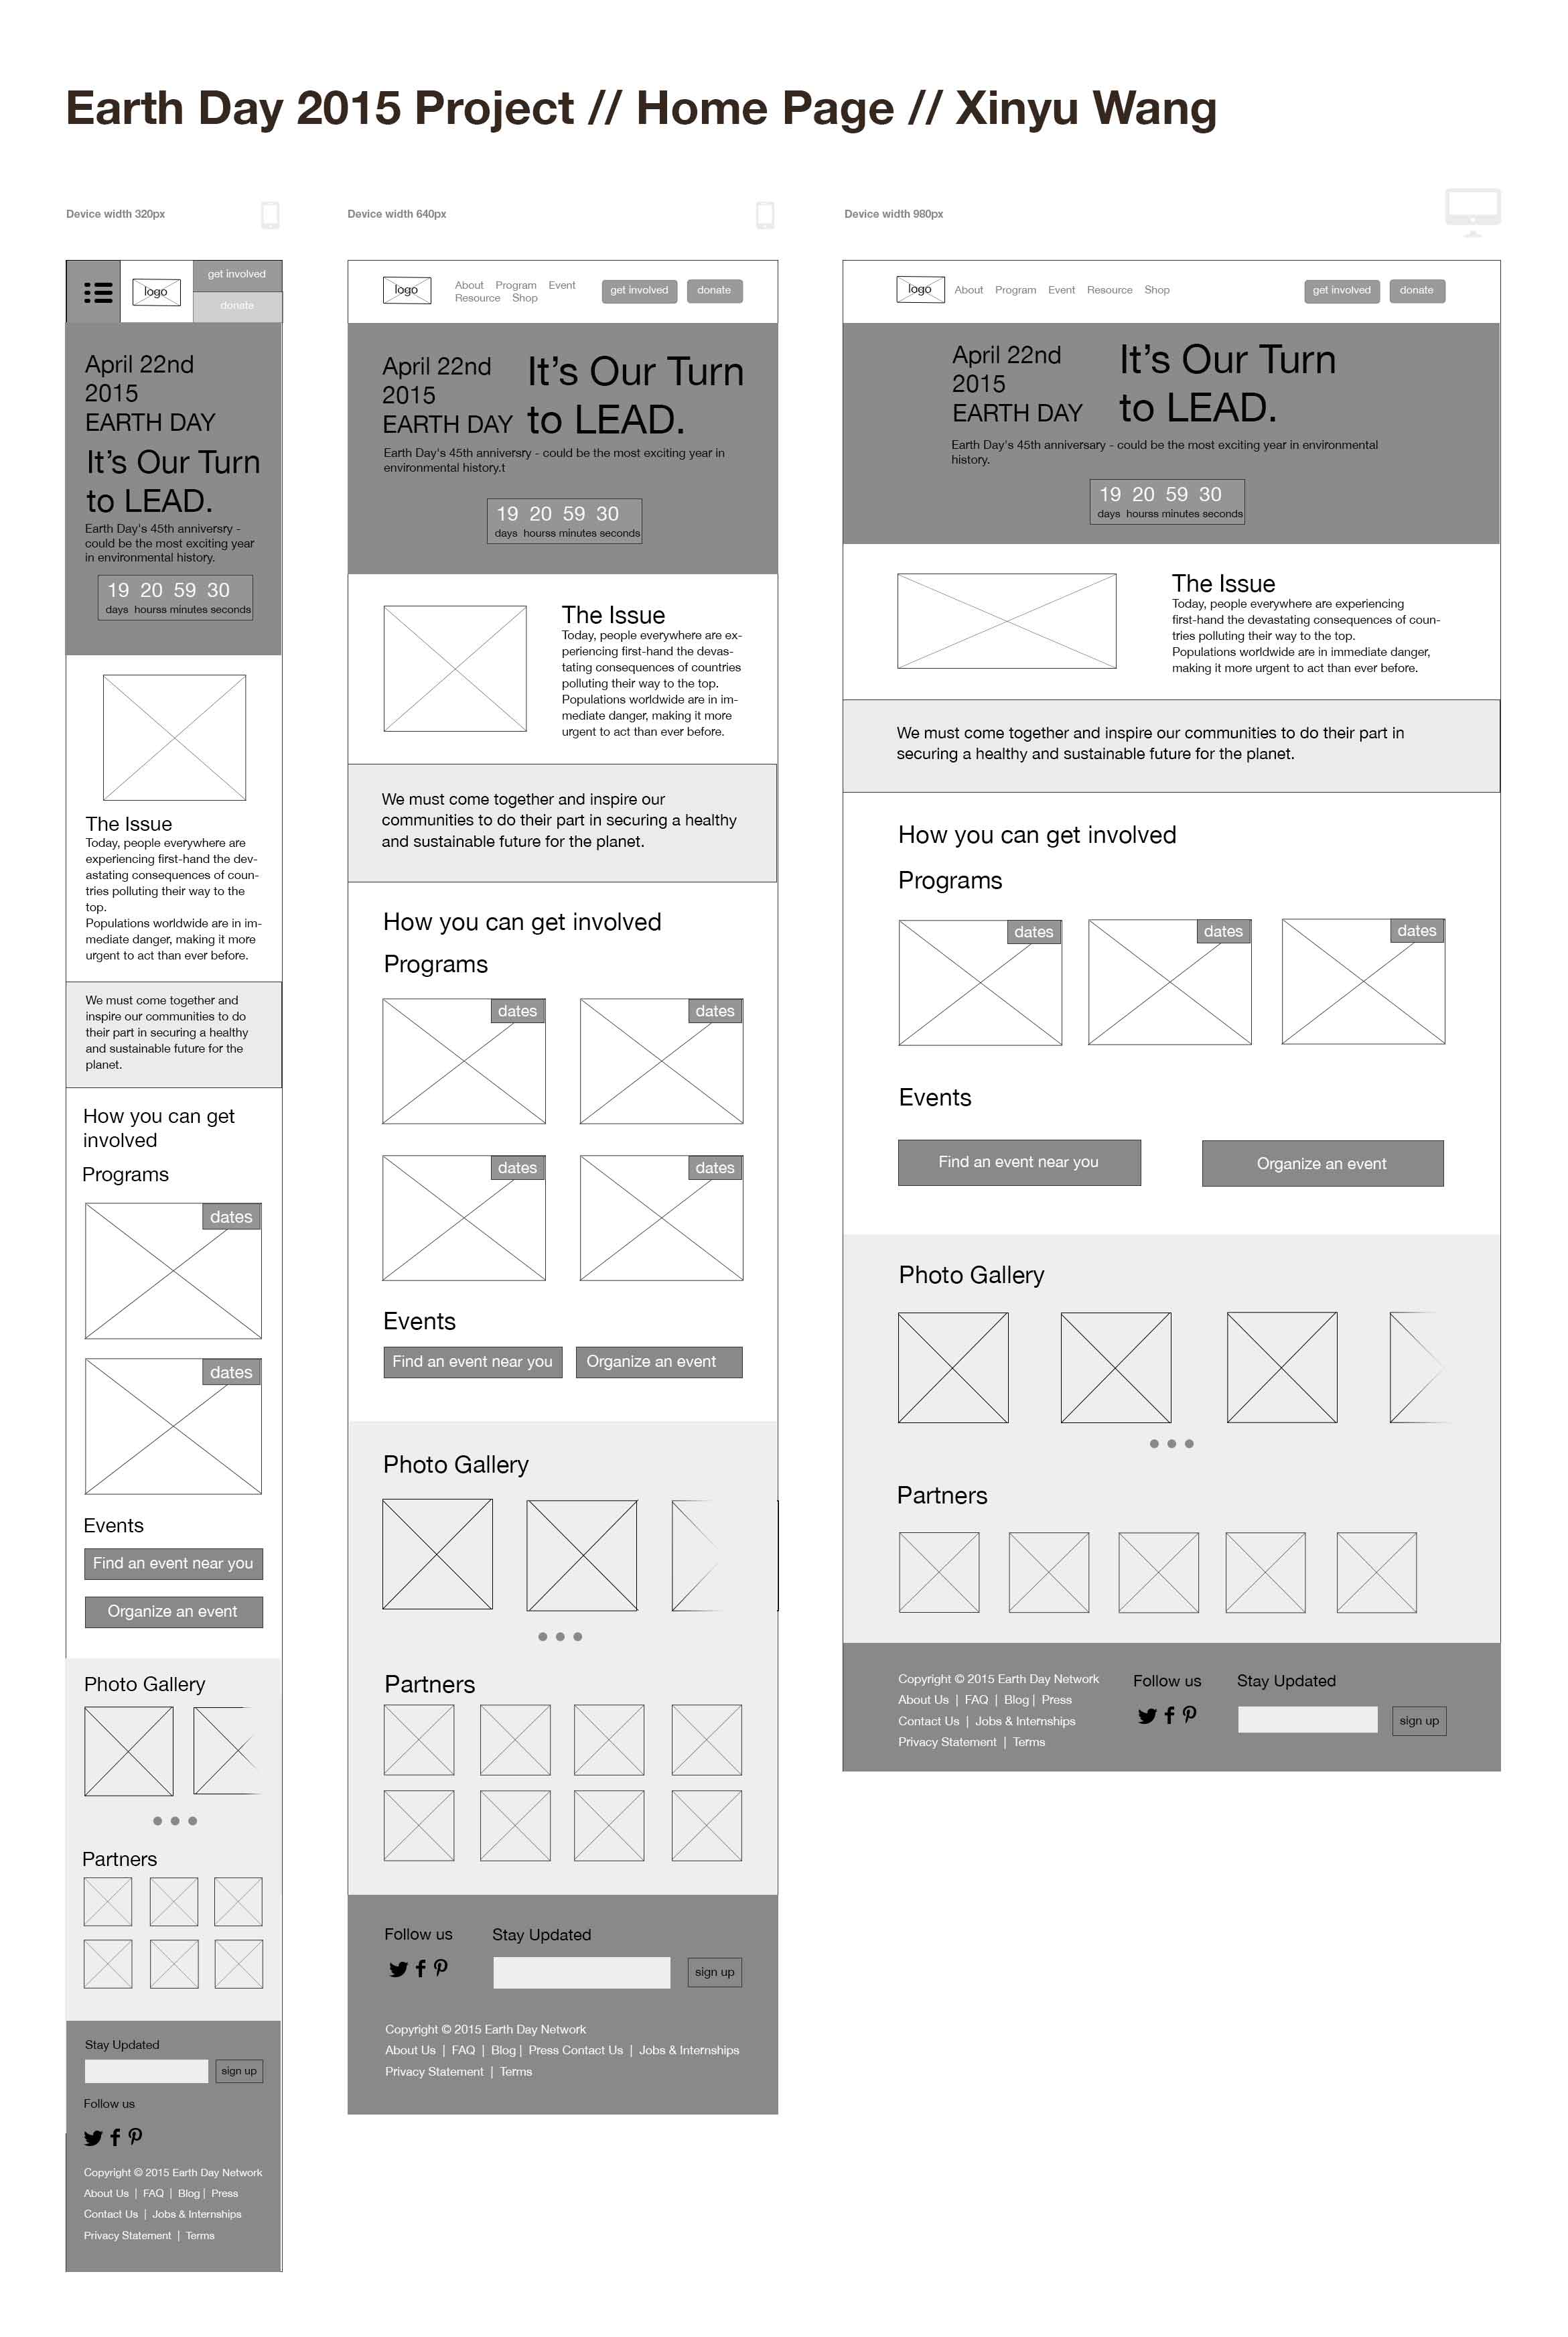 Earth Day 2015 Project // Home Page // Xinyu Wang
Device width 320px
get involved
logo
donate
April 22nd
2015
EARTH DAY
It’s Our Turn
to LEAD.
Earth Day's 45th anniversry -
could be the most exciting year
in environmental history.
19 20 59 30
days hourss minutes seconds
The Issue
Today, people everywhere are
experiencing first-hand the dev-
astating consequences of coun-
tries polluting their way to the
top.
Populations worldwide are in im-
mediate danger, making it more
urgent to act than ever before.
We must come together and
inspire our communities to do
their part in securing a healthy
and sustainable future for the
planet.
How you can get
involved
Programs
dates
dates
Events
Find an event near you
Organize an event
Photo Gallery
Partners
Stay Updated
sign up
Follow us
Copyright © 2015 Earth Day Network
About Us | FAQ | Blog | Press
Contact Us | Jobs & Internships
Privacy Statement | Terms
Device width 640px
logo
About Program Event
Resource Shop
get involved
donate
April 22nd
2015
EARTH DAY
It’s Our Turn
to LEAD.
Earth Day's 45th anniversry - could be the most exciting year in
environmental history.t
19 20 59 30
days hourss minutes seconds
The Issue
Today, people everywhere are ex-
periencing first-hand the devas-
tating consequences of countries
polluting their way to the top.
Populations worldwide are in im-
mediate danger, making it more
urgent to act than ever before.
We must come together and inspire our
communities to do their part in securing a healthy
and sustainable future for the planet.
How you can get involved
Programs
dates
dates
dates
dates
Events
Find an event near you
Organize an event
Photo Gallery
Partners
Follow us
Stay Updated
sign up
Copyright © 2015 Earth Day Network
About Us | FAQ | Blog | Press Contact Us | Jobs & Internships
Privacy Statement | Terms
Device width 980px
logo
About Program Event Resource Shop
get involved
donate
April 22nd
2015
EARTH DAY
It’s Our Turn
to LEAD.
Earth Day's 45th anniversary - could be the most exciting year in environmental
history.
19 20 59 30
days hourss minutes seconds
The Issue
Today, people everywhere are experiencing
first-hand the devastating consequences of coun-
tries polluting their way to the top.
Populations worldwide are in immediate danger,
making it more urgent to act than ever before.
We must come together and inspire our communities to do their part in
securing a healthy and sustainable future for the planet.
How you can get involved
Programs
dates
dates
dates
Events
Find an event near you
Organize an event
Photo Gallery
Partners
Copyright © 2015 Earth Day Network
About Us | FAQ | Blog | Press
Contact Us | Jobs & Internships
Privacy Statement | Terms
Follow us
Stay Updated
sign up